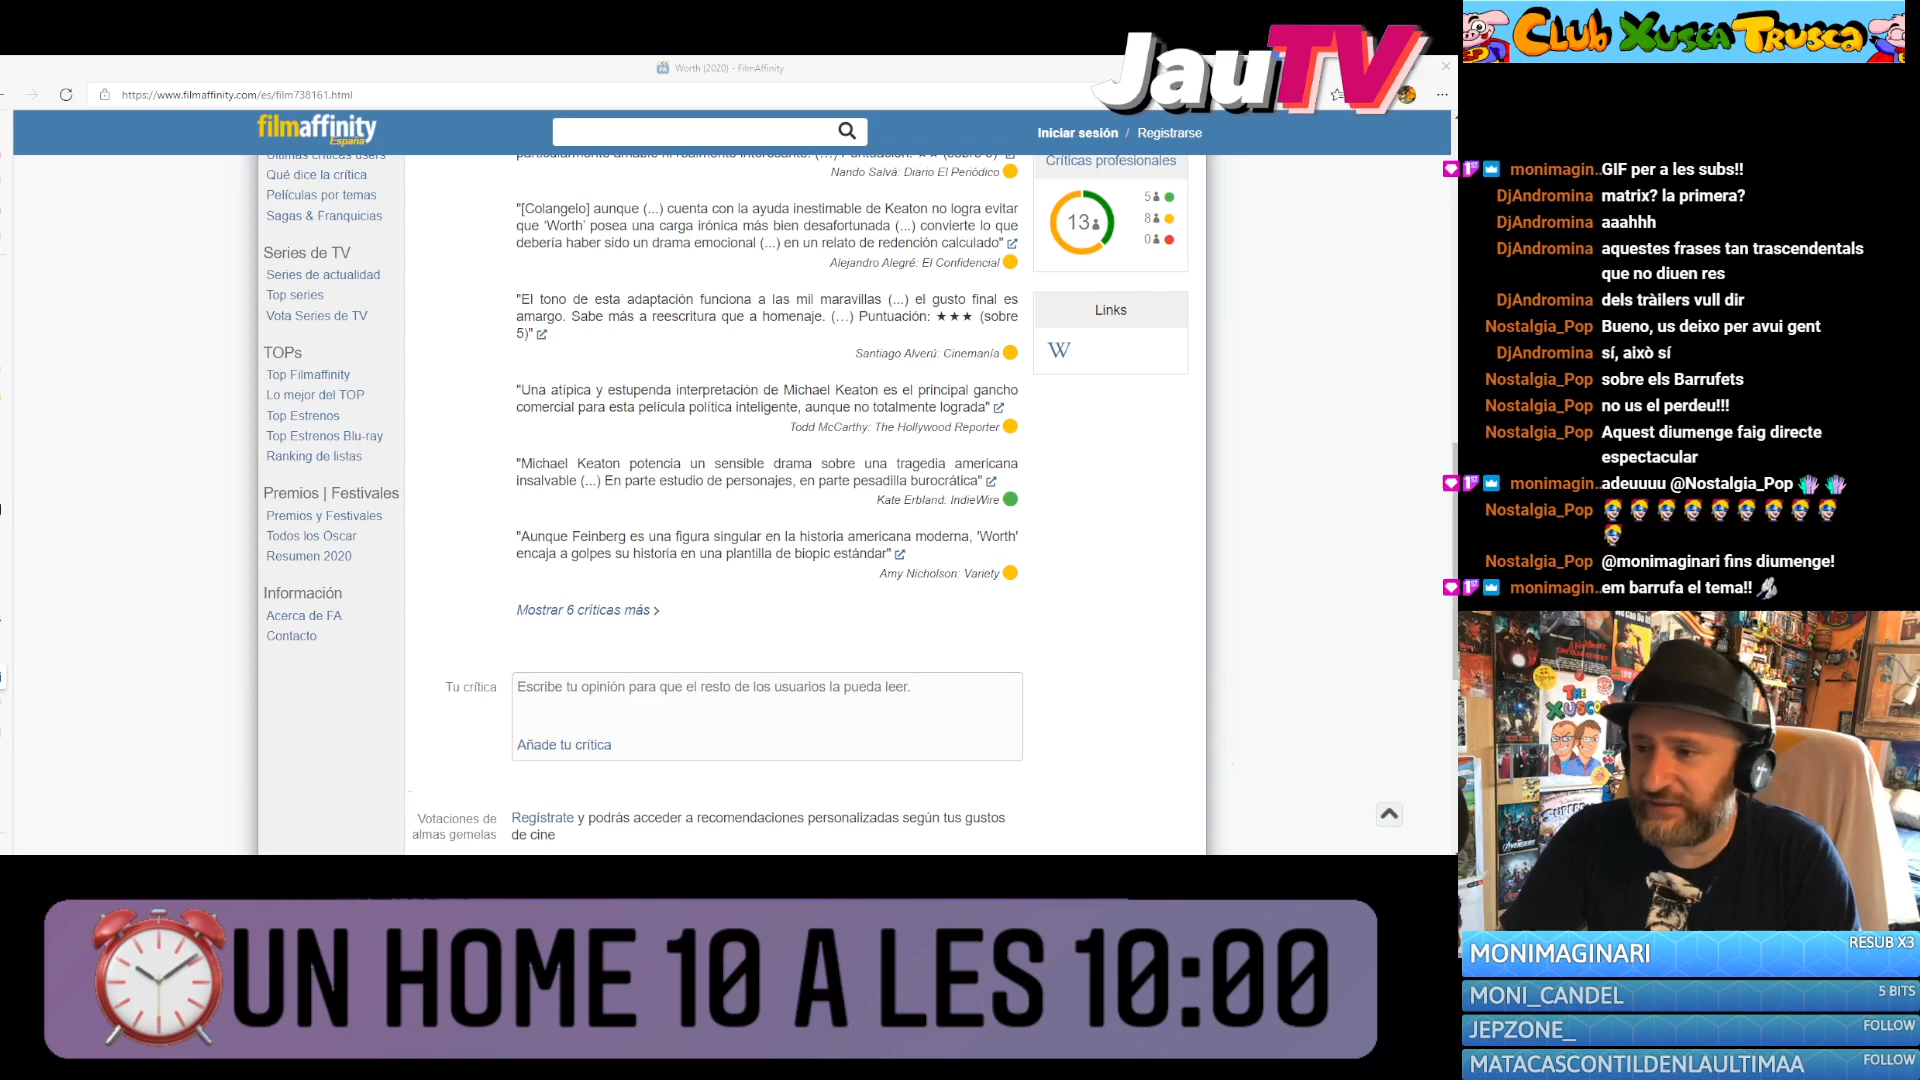 JauTV
Club Xusca Trusca
Worth (2020) - FilmAffinity
https://www.filmaffinity.com/es/film738161.html
filmaffinity
España
Iniciar sesión / Registrarse
Últimas críticas users
Qué dice la crítica
Películas por temas
Sagas & Franquicias
Series de TV
Series de actualidad
Top series
Vota Series de TV
TOPs
Top Filmaffinity
Lo mejor del TOP
Top Estrenos
Top Estrenos Blu-ray
Ranking de listas
Premios | Festivales
Premios y Festivales
Todos los Oscar
Resumen 2020
Información
Acerca de FA
Contacto
particularmente amable ni realmente interesante. (...) Puntuación: ★★ (sobre 5)"
Nando Salvá: Diario El Periódico
"[Colangelo] aunque (...) cuenta con la ayuda inestimable de Keaton no logra evitar
que 'Worth' posea una carga irónica más bien desafortunada (...) convierte lo que
debería haber sido un drama emocional (...) en un relato de redención calculado"
Alejandro Alegré: El Confidencial
"El tono de esta adaptación funciona a las mil maravillas (...) el gusto final es
amargo. Sabe más a reescritura que a homenaje. (…) Puntuación: ★★★ (sobre
5)"
Santiago Alverú: Cinemanía
"Una atípica y estupenda interpretación de Michael Keaton es el principal gancho
comercial para esta película política inteligente, aunque no totalmente lograda"
Todd McCarthy: The Hollywood Reporter
"Michael Keaton potencia un sensible drama sobre una tragedia americana
insalvable (...) En parte estudio de personajes, en parte pesadilla burocrática"
Kate Erbland: IndieWire
"Aunque Feinberg es una figura singular en la historia americana moderna, 'Worth'
encaja a golpes su historia en una plantilla de biopic estándar"
Amy Nicholson: Variety
Mostrar 6 críticas más >
Tu crítica
Escribe tu opinión para que el resto de los usuarios la pueda leer.
Añade tu crítica
Votaciones de
almas gemelas
Regístrate y podrás acceder a recomendaciones personalizadas según tus gustos
de cine
Críticas profesionales
13
5
8
0
Links
W
monimagin..GIF per a les subs!!
DjAndromina matrix? la primera?
DjAndromina aaahhh
DjAndromina aquestes frases tan trascendentals
que no diuen res
DjAndromina dels tràilers vull dir
Nostalgia_Pop Bueno, us deixo per avui gent
DjAndromina sí, això sí
Nostalgia_Pop sobre els Barrufets
Nostalgia_Pop no us el perdeu!!!
Nostalgia_Pop Aquest diumenge faig directe
espectacular
monimagin..adeuuuu @Nostalgia_Pop
Nostalgia_Pop
Nostalgia_Pop @monimaginari fins diumenge!
monimagin..em barrufa el tema!!
THE
XUSCO
AVENGERS
UN HOME 10 A LES 10:00
MONIMAGINARI RESUB X3
MONI_CANDEL 5 BITS
JEPZONE_ FOLLOW
MATACASCONTILDENLAULTIMAA FOLLOW